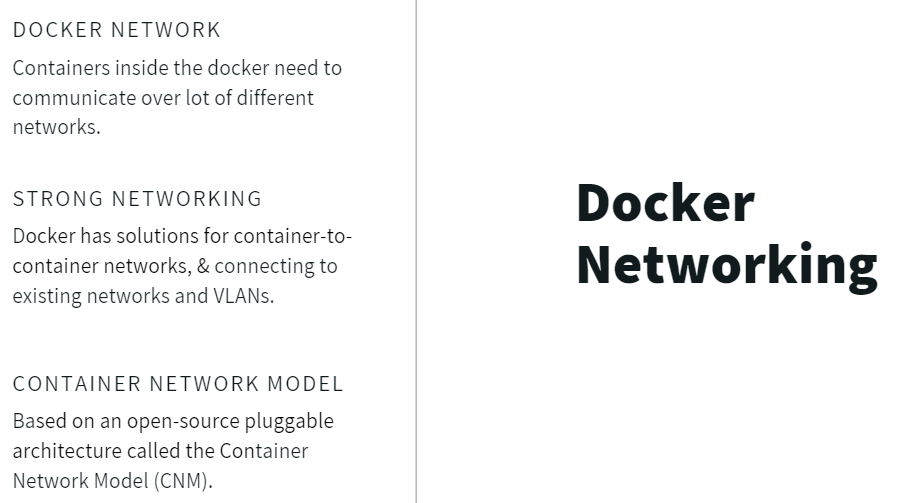 DOCKER NETWORK
Containers inside the docker need to
communicate over lot of different
networks.
STRONG NETWORKING
Docker has solutions for container-to-
container networks, & connecting to
existing networks and VLANs.
CONTAINER NETWORK MODEL
Based on an open-source pluggable
architecture called the Container
Network Model (CNM).
Docker
Networking